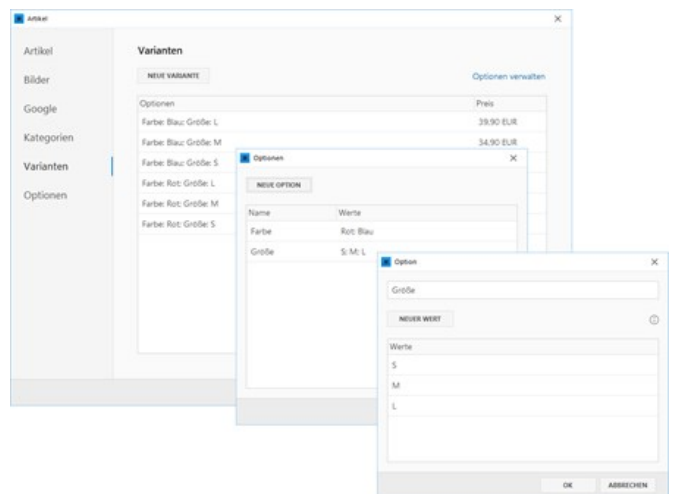 Artikel
Artikel
Bilder
Google
Kategorien
Varianten
Optionen
Varianten
NEUE VARIANTE
Optionen verwalten
Optionen Preis
Farbe: Blau; Größe: L 39.90 EUR
Farbe: Blau; Größe: M 34.90 EUR
Farbe: Blau; Größe: S
Farbe: Rot; Größe: L
Farbe: Rot; Größe: M
Farbe: Rot; Größe: S
Optionen
NEUE OPTION
Name Werte
Farbe Rot; Blau
Größe S; M; L
Option
Größe
NEUER WERT
Werte
S
M
L
OK ABBRECHEN